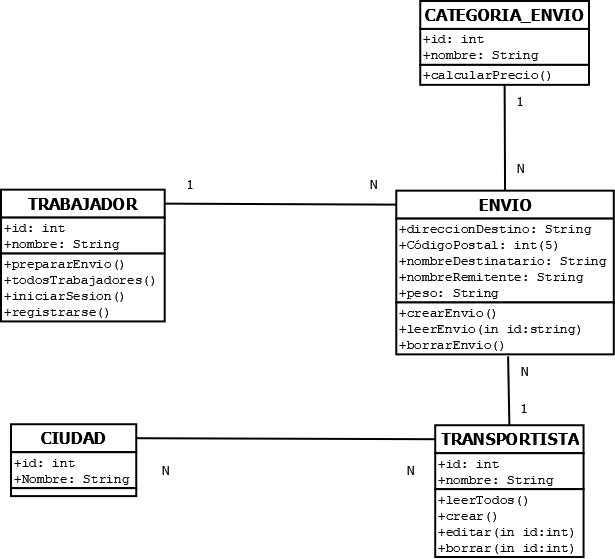 CATEGORIA_ENVIO
+id: int
+nombre: String
+calcularPrecio()
1
N
1
N
TRABAJADOR
+id: int
+nombre: String
+prepararEnvio()
+todosTrabajadores()
+iniciarSesion()
+registrarse()
ENVIO
+direccionDestino: String
+CódigoPostal: int(5)
+nombreDestinatario: String
+nombreRemitente: String
+peso: String
+crearEnvio()
+leerEnvio(in id:string)
+borrarEnvio()
N
1
CIUDAD
+id: int
+Nombre: String
N
N
TRANSPORTISTA
+id: int
+nombre: String
+leerTodos()
+crear()
+editar(in id:int)
+borrar(in id:int)